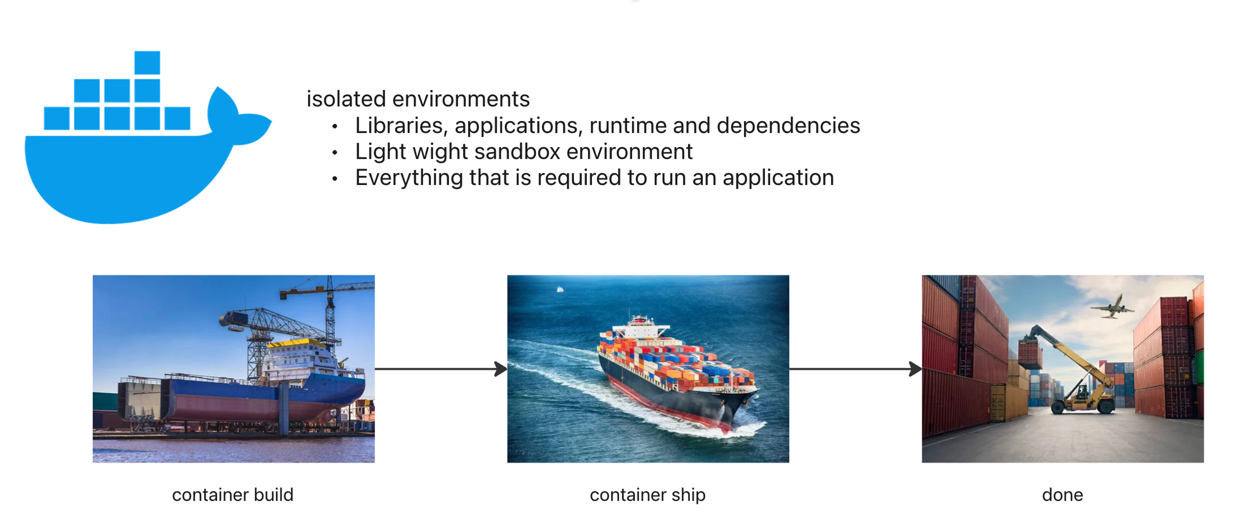 isolated environments
• Libraries, applications, runtime and dependencies
• Light wight sandbox environment
• Everything that is required to run an application
container build
container ship
done